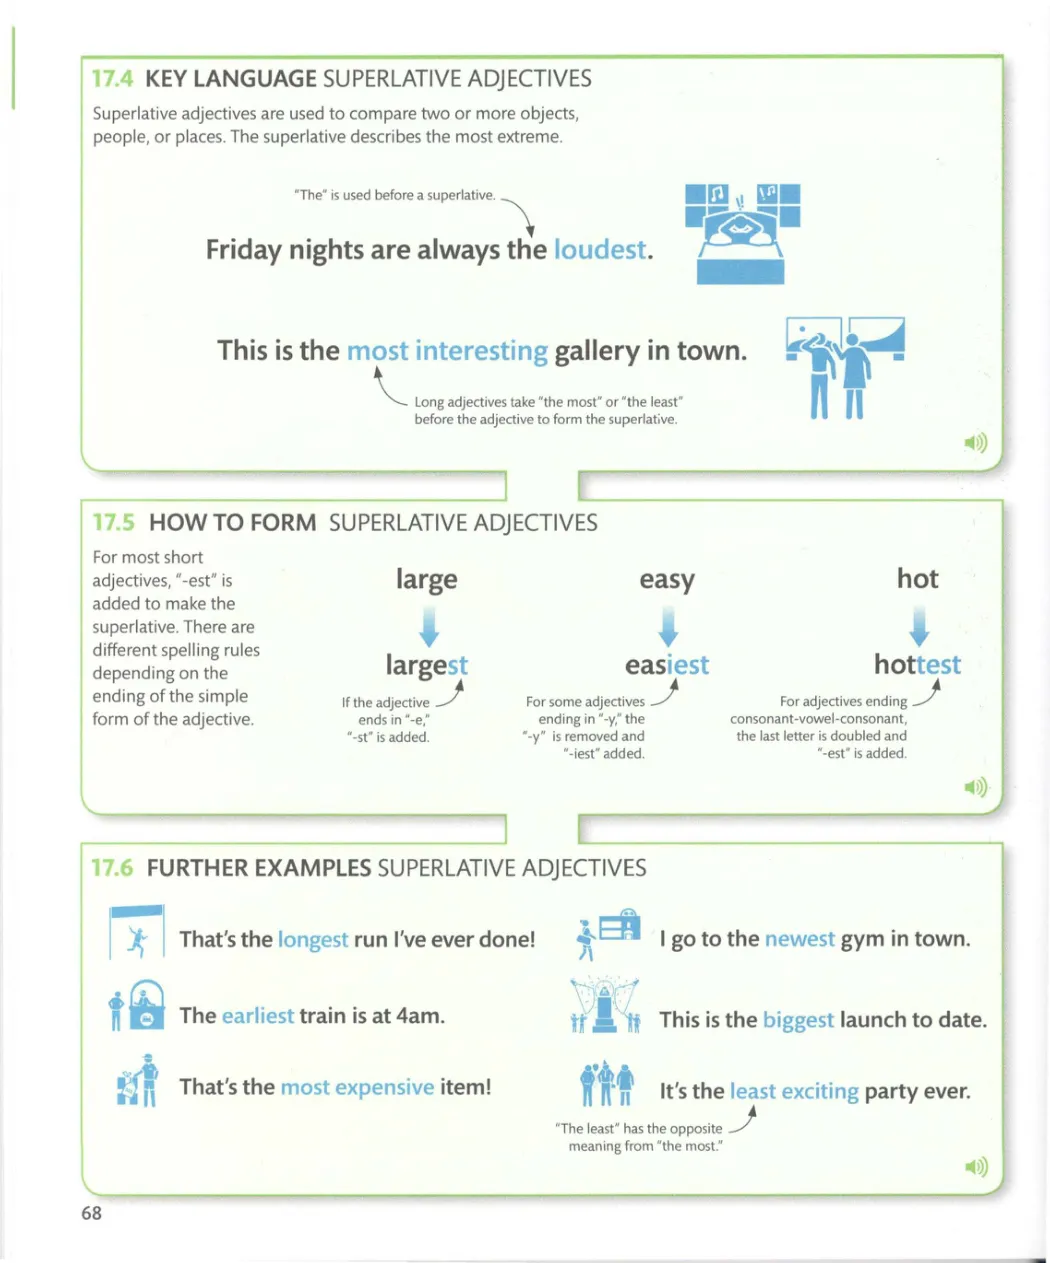 17.4 KEY LANGUAGE SUPERLATIVE ADJECTIVES
Superlative adjectives are used to compare two or more objects,
people, or places. The superlative describes the most extreme.
"The" is used before a superlative.
Friday nights are always the loudest.
This is the most interesting gallery in town.
Long adjectives take "the most" or "the least"
before the adjective to form the superlative.
17.5 HOW TO FORM SUPERLATIVE ADJECTIVES
For most short
adjectives, "-est" is
added to make the
superlative. There are
different spelling rules
depending on the
ending of the simple
form of the adjective.
large
largest
If the adjective
ends in "-e,"
"-st" is added.
easy
easiest
For some adjectives
ending in "-y," the
"-y" is removed and
"-iest" added.
hot
hottest
For adjectives ending
consonant-vowel-consonant,
the last letter is doubled and
"-est" is added.
17.6 FURTHER EXAMPLES SUPERLATIVE ADJECTIVES
That's the longest run I've ever done!
The earliest train is at 4am.
That's the most expensive item!
I go to the newest gym in town.
This is the biggest launch to date.
It's the least exciting party ever.
"The least" has the opposite
meaning from "the most."
68